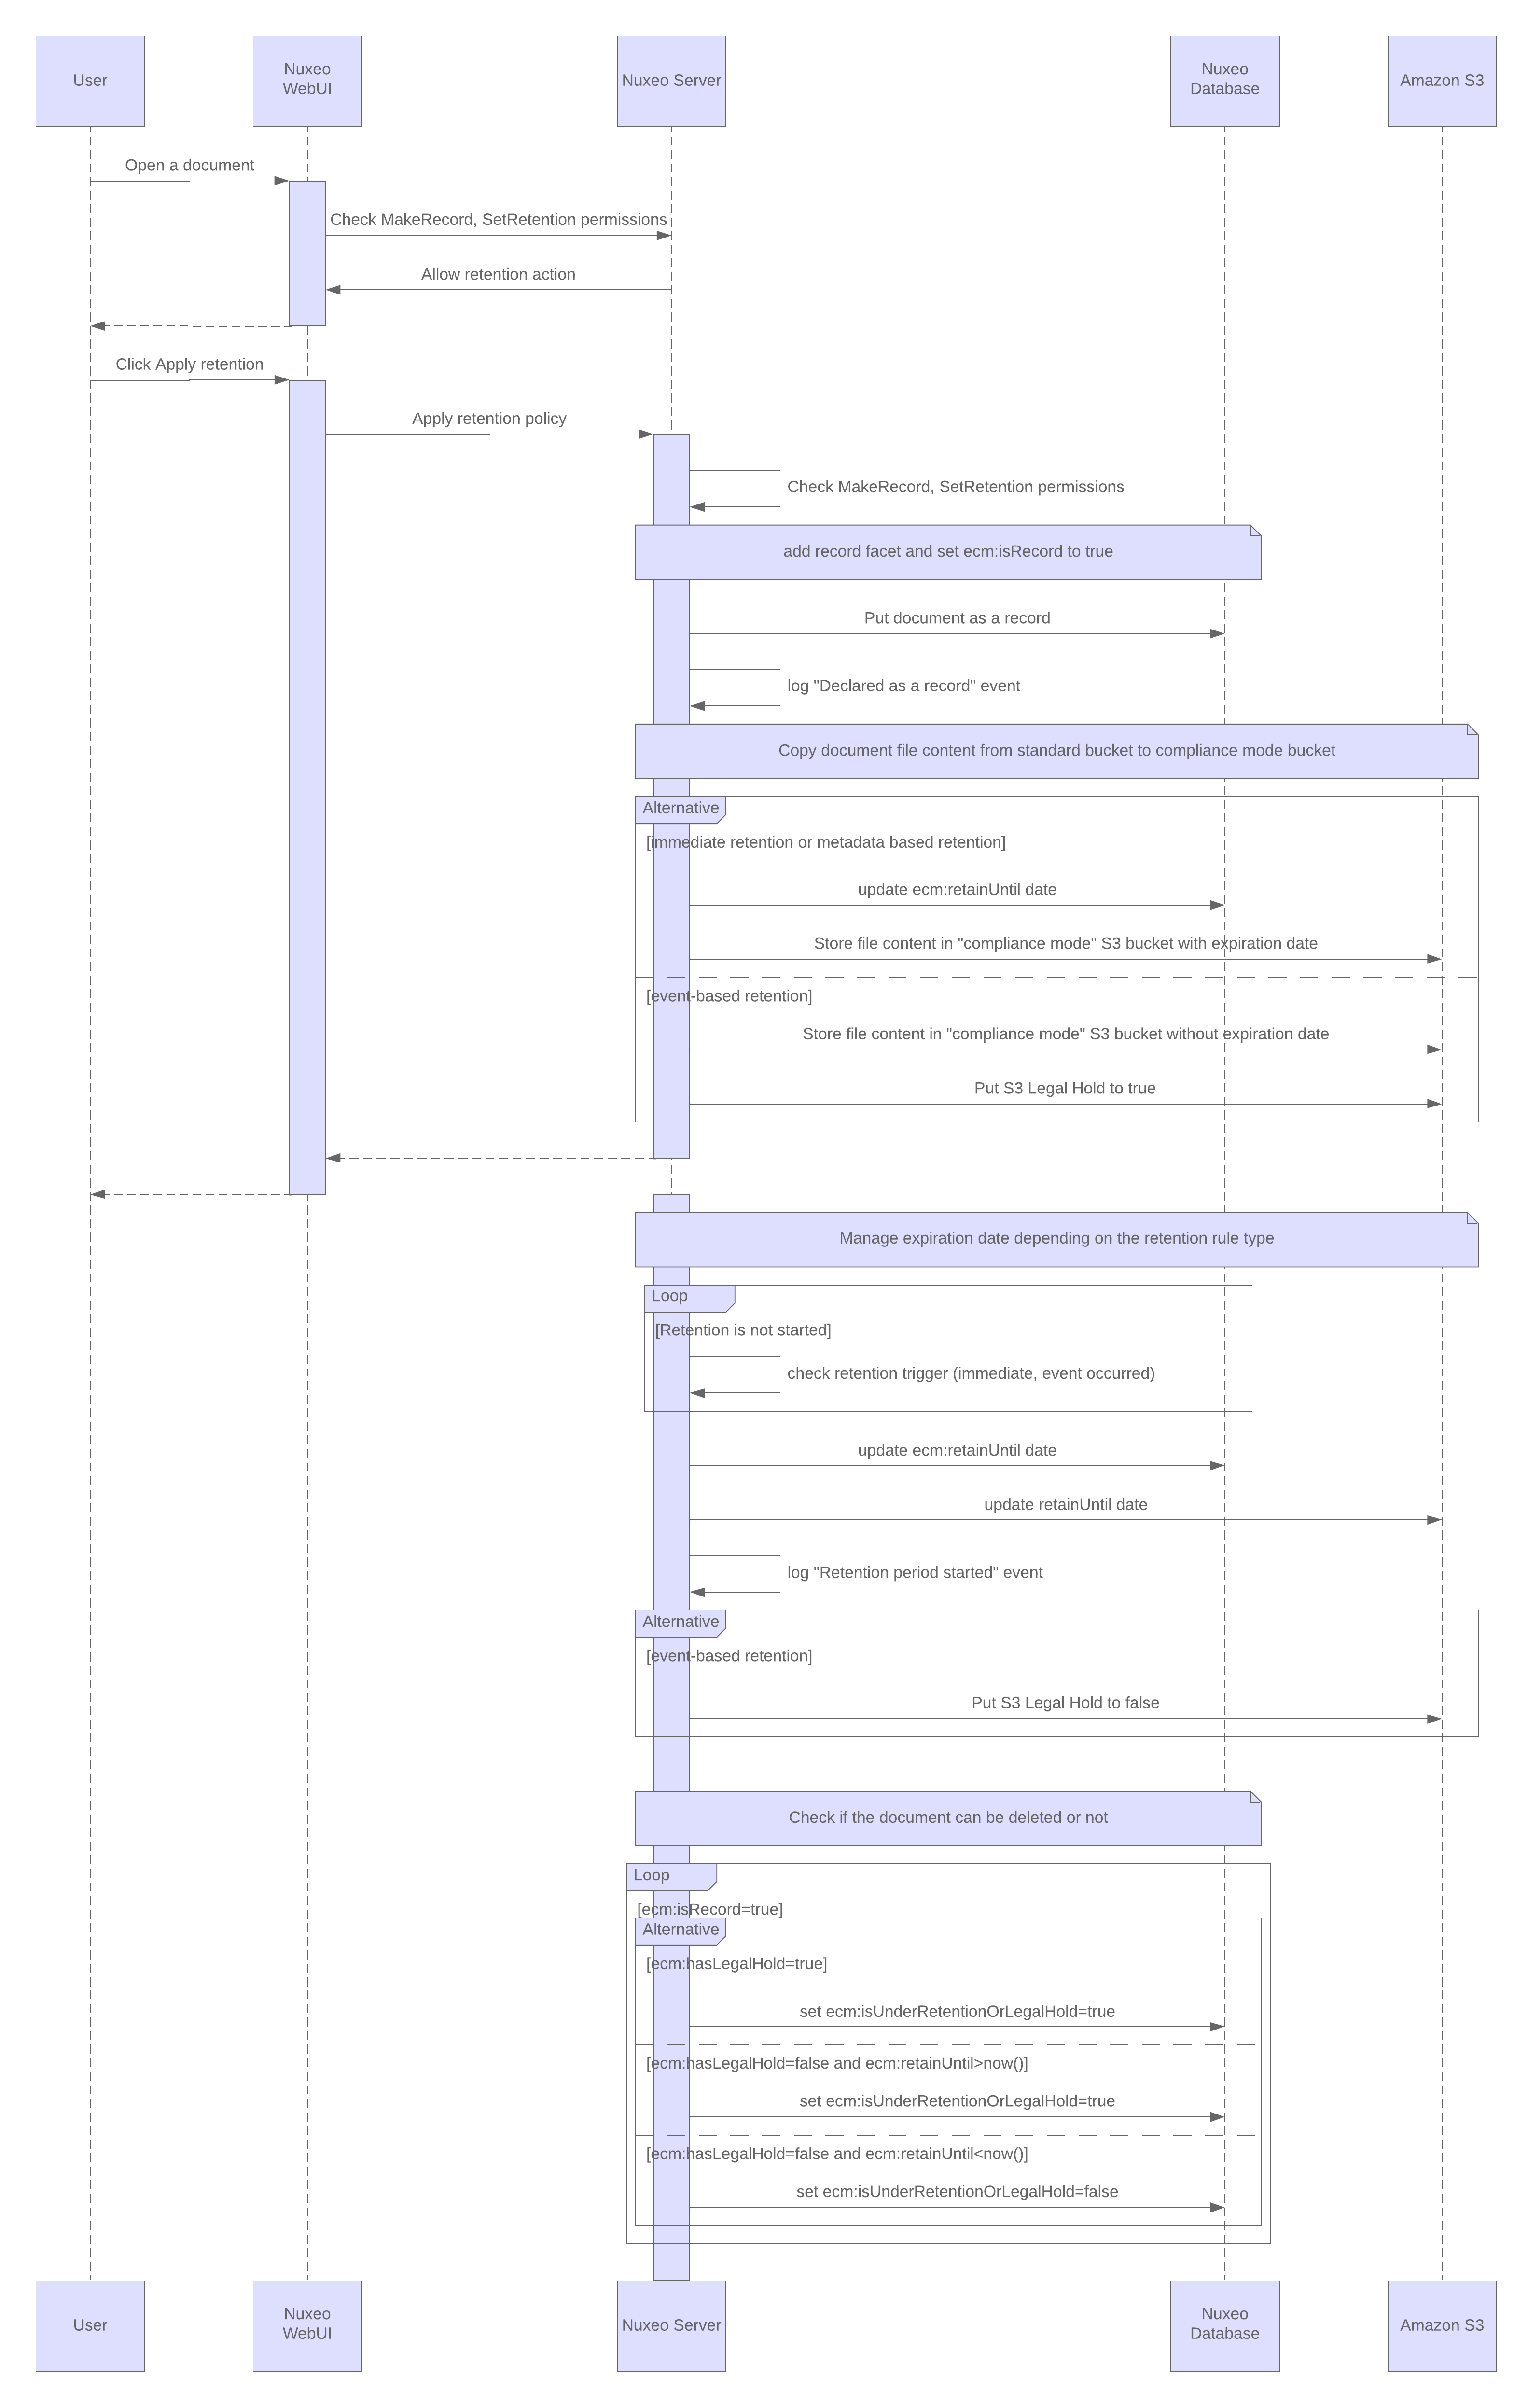 User
Nuxeo
WebUI
Nuxeo Server
Nuxeo
Database
Amazon S3
Open a document
Check MakeRecord, SetRetention permissions
Allow retention action
Click Apply retention
Apply retention policy
Check MakeRecord, SetRetention permissions
add record facet and set ecm:isRecord to true
Put document as a record
log "Declared as a record" event
Copy document file content from standard bucket to compliance mode bucket
Alternative
[immediate retention or metadata based retention]
update ecm:retainUntil date
Store file content in "compliance mode" S3 bucket with expiration date
[event-based retention]
Store file content in "compliance mode" S3 bucket without expiration date
Put S3 Legal Hold to true
Manage expiration date depending on the retention rule type
Loop
[Retention is not started]
check retention trigger (immediate, event occurred)
update ecm:retainUntil date
update retainUntil date
log "Retention period started" event
Alternative
[event-based retention]
Put S3 Legal Hold to false
Check if the document can be deleted or not
Loop
[ecm:isRecord=true]
Alternative
[ecm:hasLegalHold=true]
set ecm:isUnderRetentionOrLegalHold=true
[ecm:hasLegalHold=false and ecm:retainUntil>now()]
set ecm:isUnderRetentionOrLegalHold=true
[ecm:hasLegalHold=false and ecm:retainUntil<now()]
set ecm:isUnderRetentionOrLegalHold=false
User
Nuxeo
WebUI
Nuxeo Server
Nuxeo
Database
Amazon S3